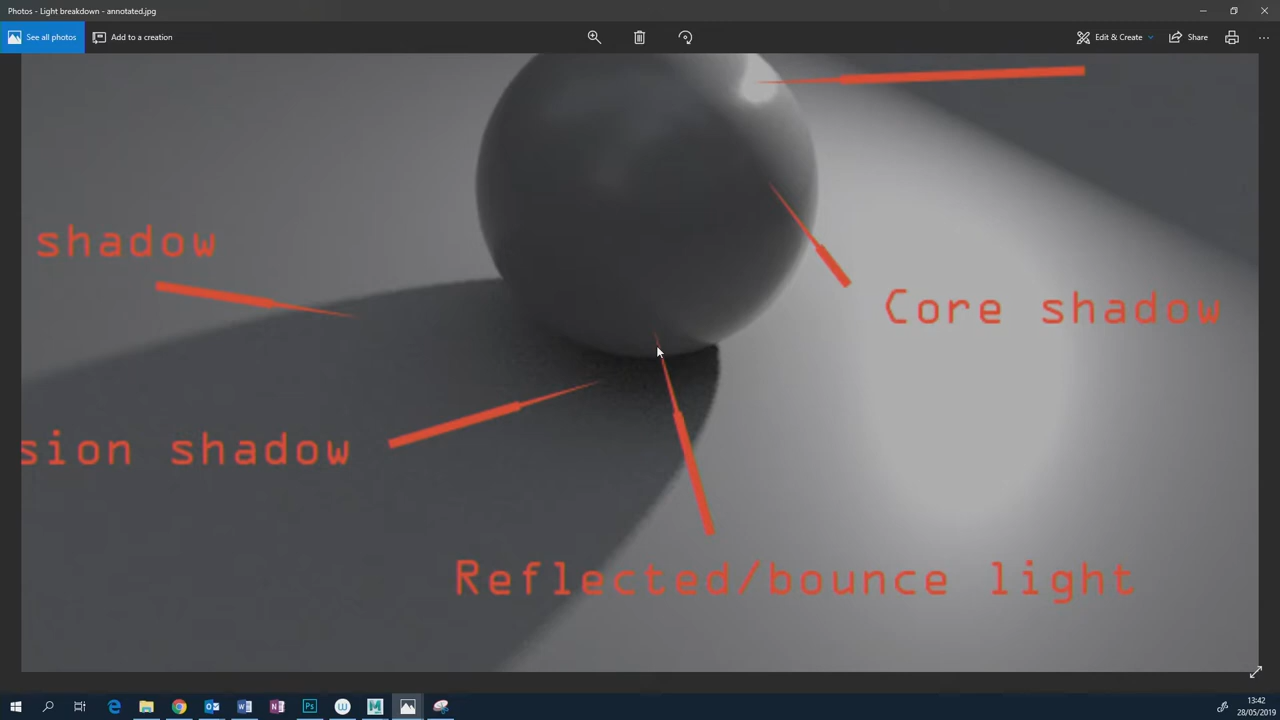 Photos - Light breakdown - annotated.jpg
See all photos
Add to a creation
Edit & Create
Share
shadow
Core shadow
sion shadow
Reflected/bounce light
13:42
28/05/2019